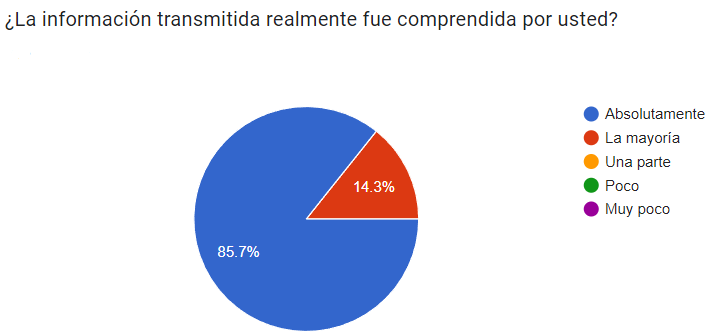 ¿La información transmitida realmente fue comprendida por usted?
Absolutamente
La mayoría
Una parte
Poco
Muy poco
14.3%
85.7%